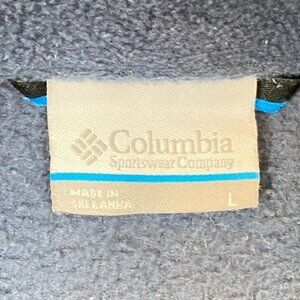 Columbia
Sportswear Company
MADE IN
SRI LANKA
L